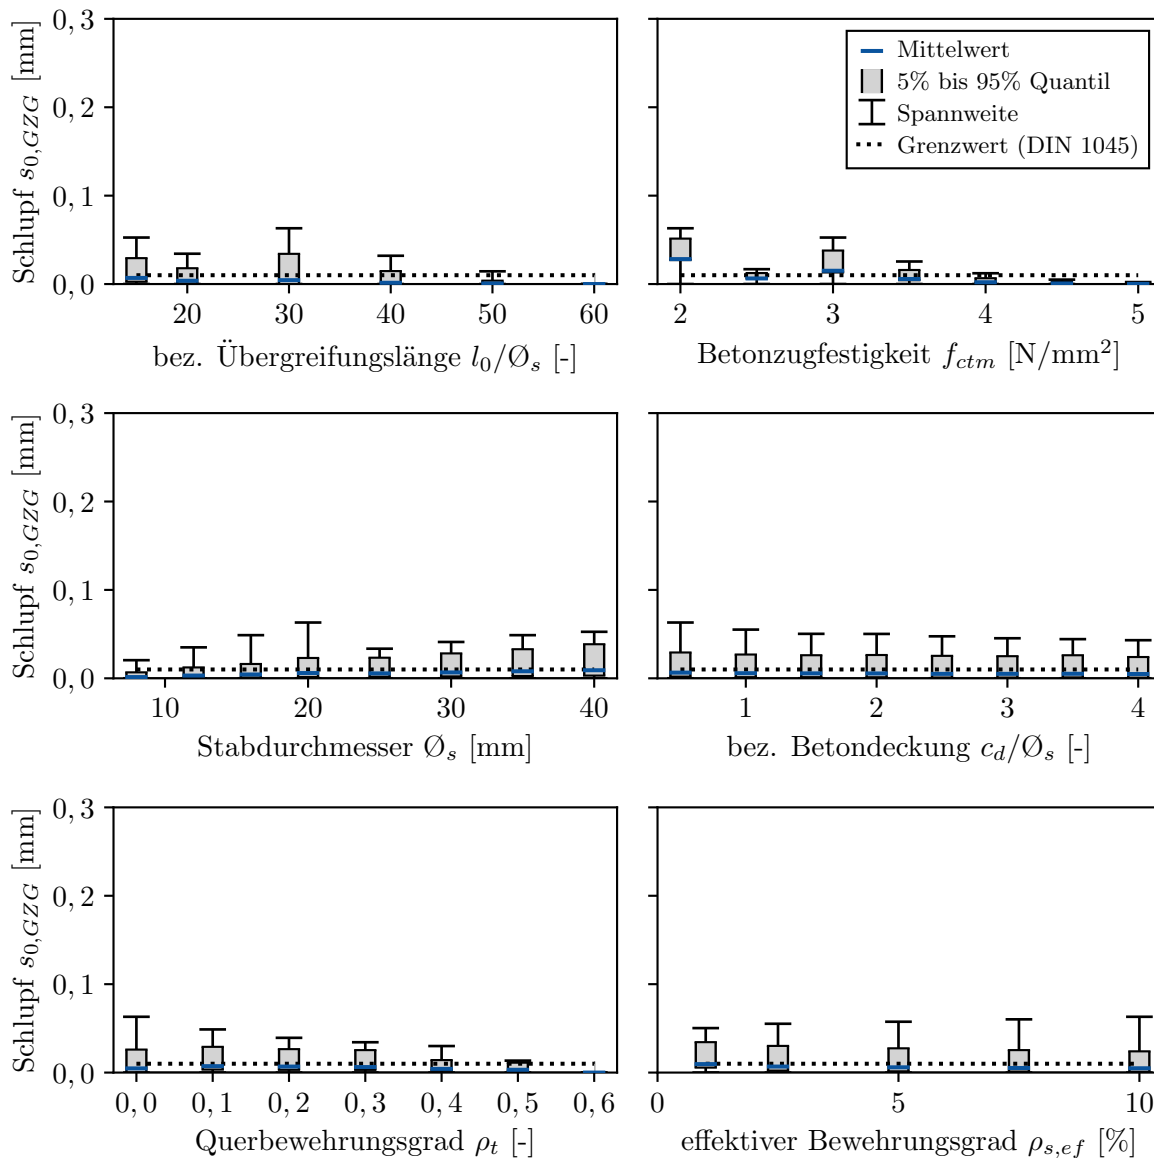 0,3
0,2
0,1
0,0
Schlupf s0,GZG [mm]
20 30 40 50 60
bez. Übergreifungslänge l0/Øs [-]
Mittelwert
5% bis 95% Quantil
Spannweite
Grenzwert (DIN 1045)
2 3 4 5
Betonzugfestigkeit fctm [N/mm²]
0,3
0,2
0,1
0,0
Schlupf s0,GZG [mm]
10 20 30 40
Stabdurchmesser Øs [mm]
1 2 3 4
bez. Betondeckung cd/Øs [-]
0,3
0,2
0,1
0,0
Schlupf s0,GZG [mm]
0,0 0,1 0,2 0,3 0,4 0,5 0,6
Querbewehrungsgrad ρt [-]
0 5 10
effektiver Bewehrungsgrad ρs,ef [%]